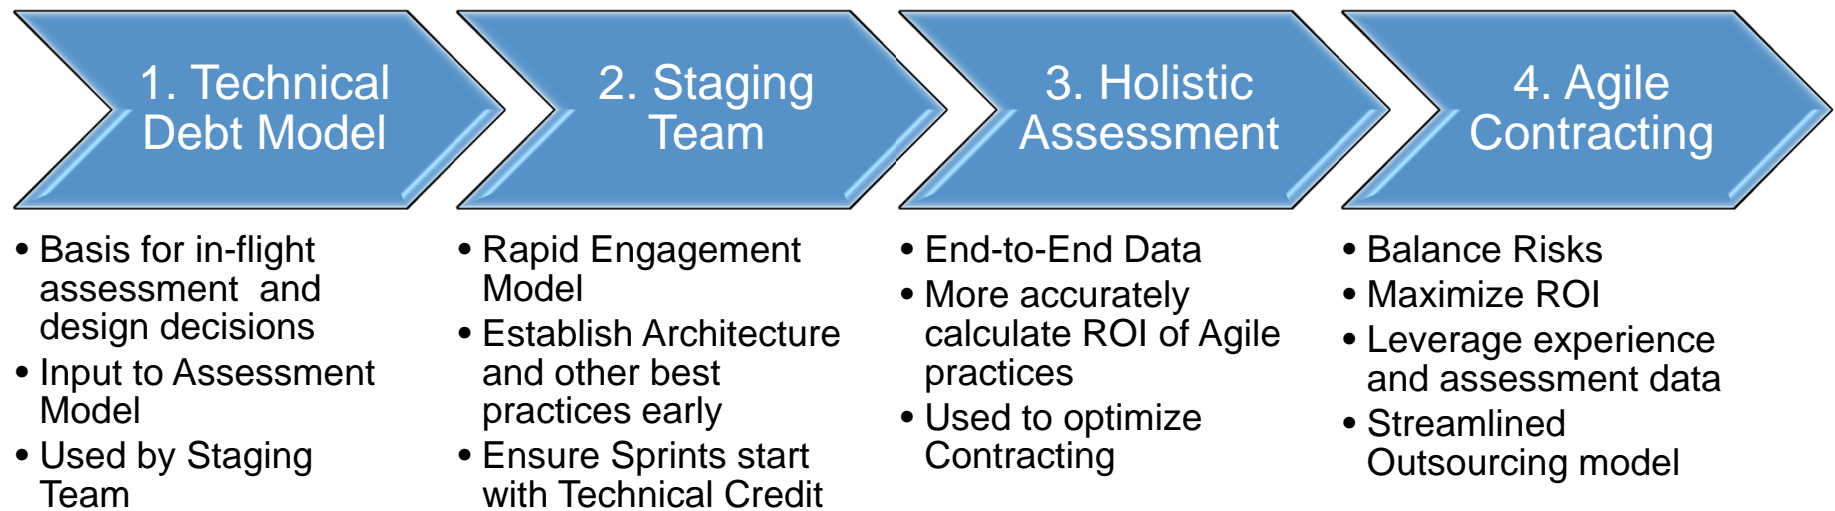 1. Technical
Debt Model
• Basis for in-flight
assessment and
design decisions
• Input to Assessment
Model
• Used by Staging
Team
2. Staging
Team
• Rapid Engagement
Model
• Establish Architecture
and other best
practices early
• Ensure Sprints start
with Technical Credit
3. Holistic
Assessment
• End-to-End Data
• More accurately
calculate ROI of Agile
practices
• Used to optimize
Contracting
4. Agile
Contracting
• Balance Risks
• Maximize ROI
• Leverage experience
and assessment data
• Streamlined
Outsourcing model